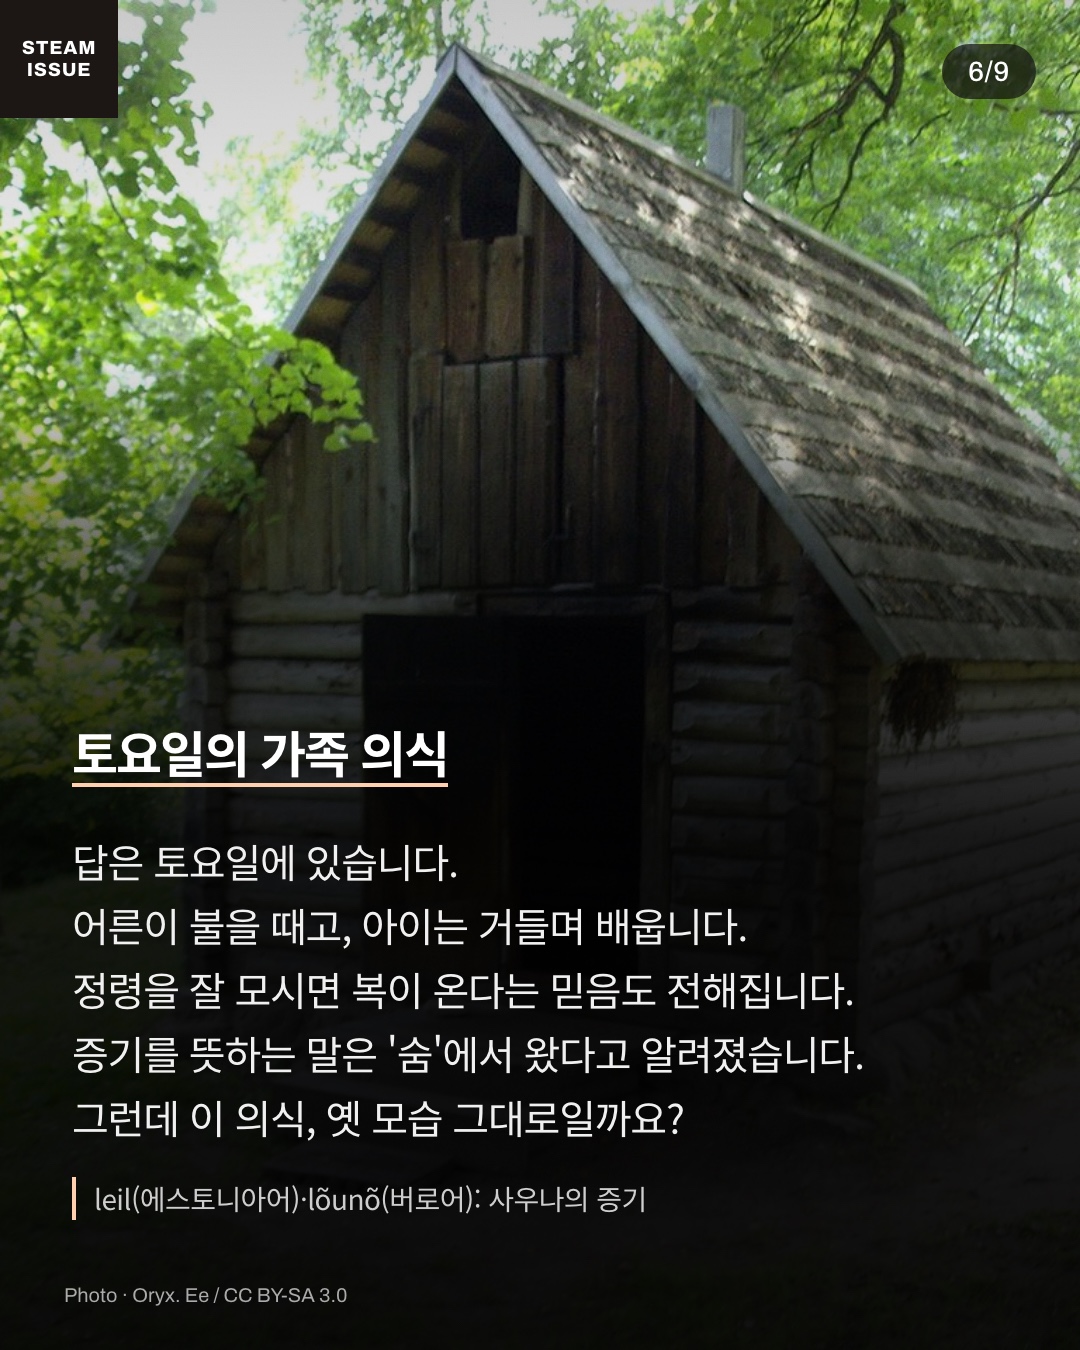 STEAM
ISSUE
6/9
토요일의 가족 의식
답은 토요일에 있습니다.
어른이 불을 때고, 아이는 거들며 배웁니다.
정령을 잘 모시면 복이 온다는 믿음도 전해집니다.
증기를 뜻하는 말은 '숨'에서 왔다고 알려졌습니다.
그런데 이 의식, 옛 모습 그대로일까요?
leil(에스토니아어)·lõunõ(버로어): 사우나의 증기
Photo · Oryx. Ee / CC BY-SA 3.0